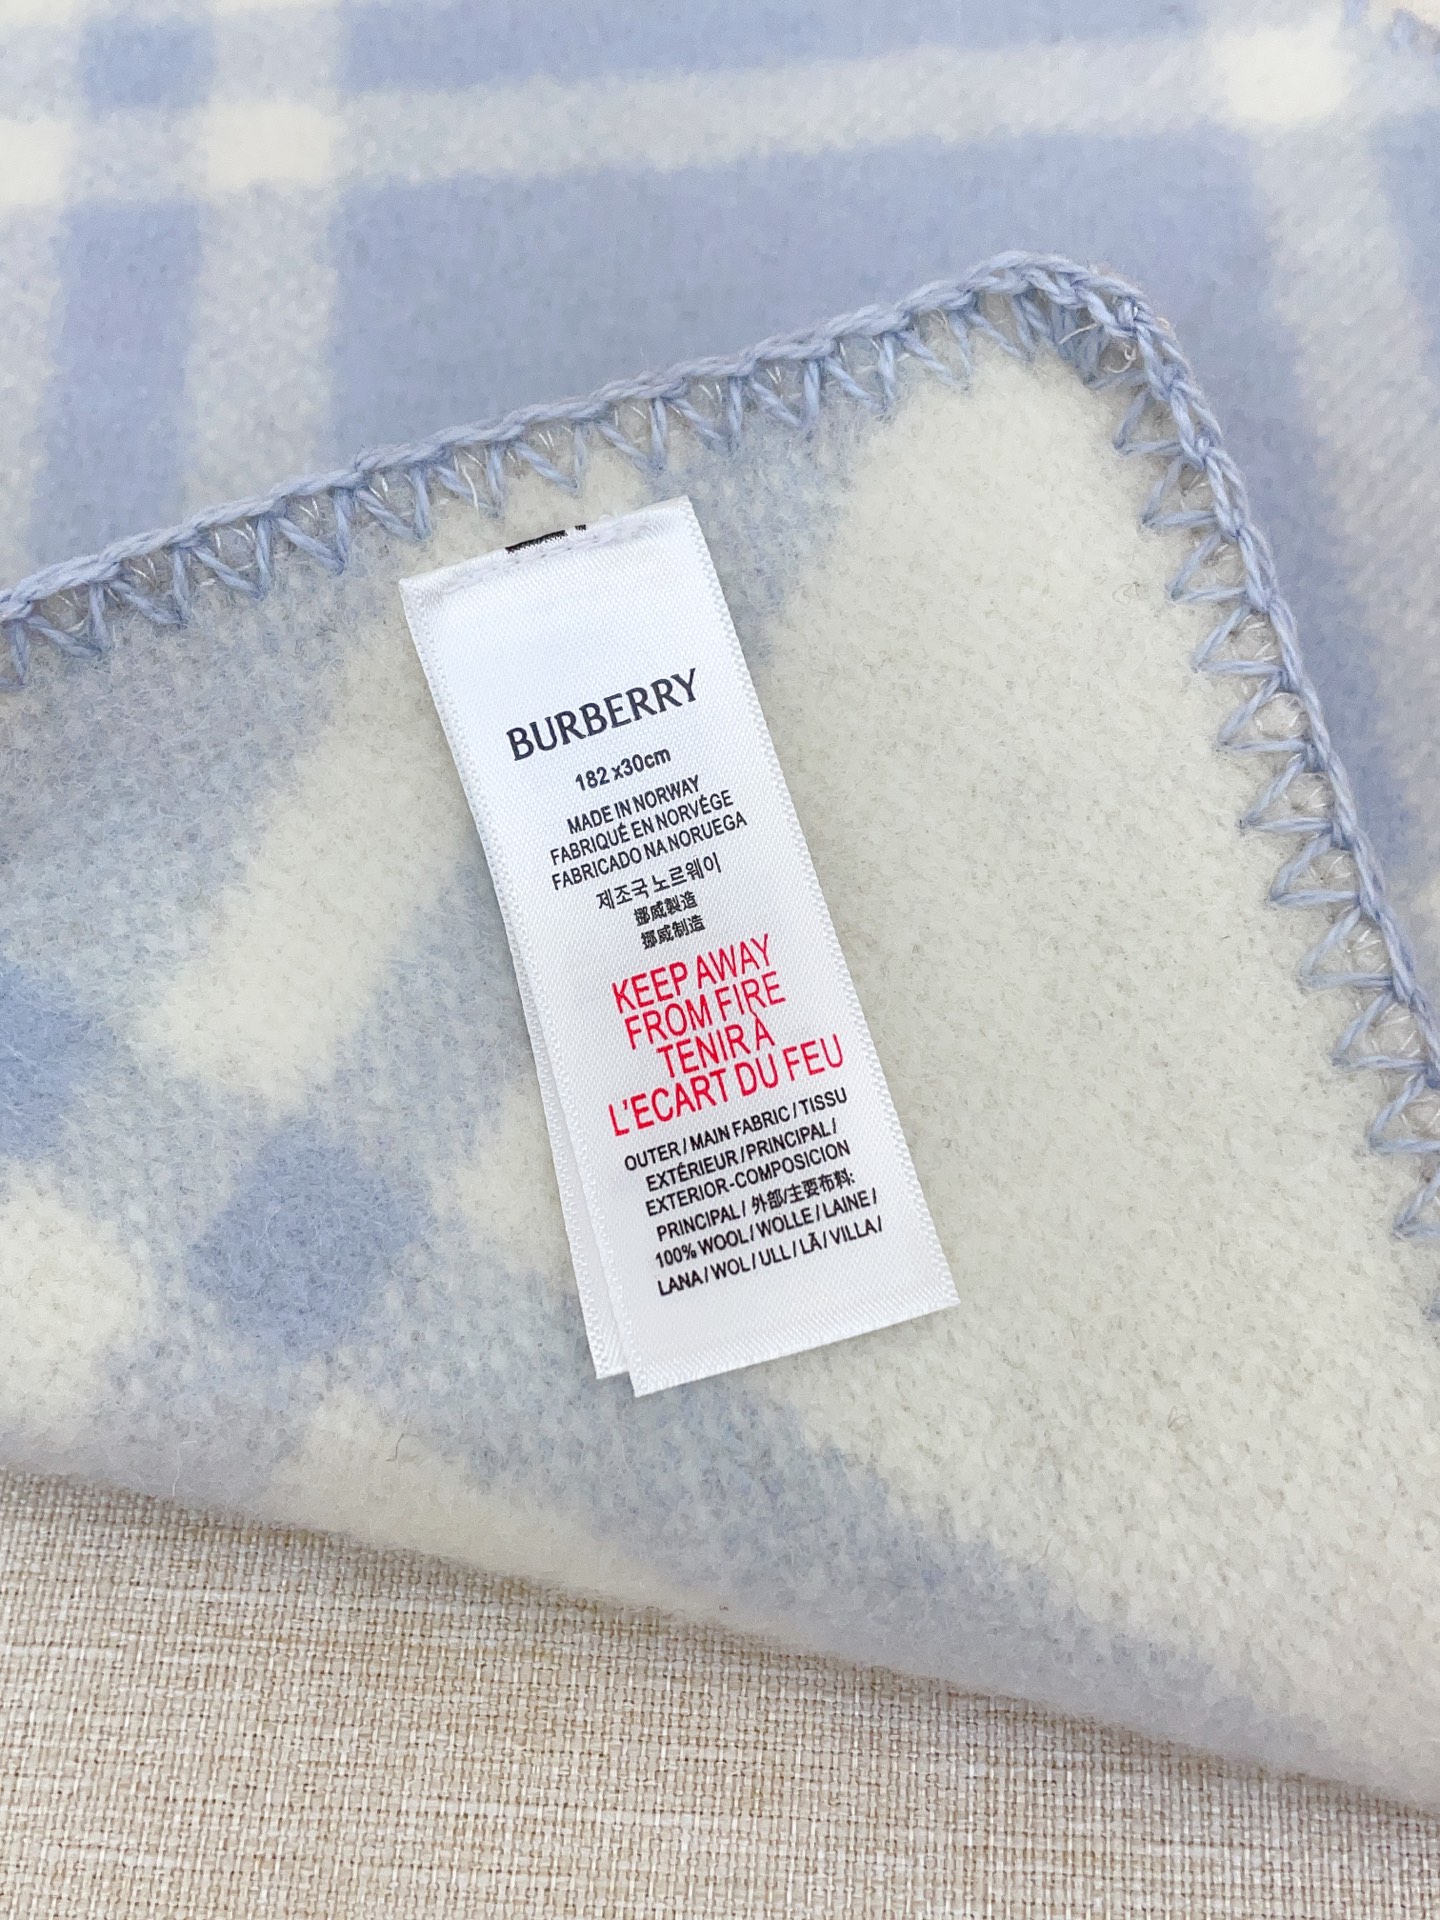 BURBERRY
182 x30cm
MADE IN NORWAY
FABRIQUÉ EN NORVÉGE
FABRICADO NA NORUEGA
제조국 노르웨이
挪威製造
挪威制造
KEEP AWAY
FROM FIRE
TENIR À
L'ECART DU FEU
OUTER / MAIN FABRIC / TISSU
EXTÉRIEUR / PRINCIPAL /
EXTERIOR-COMPOSICION
PRINCIPAL / 外部/主要布料:
100% WOOL / WOLLE / LAINE /
LANA / WOL / ULL / LÃ / VILLA /